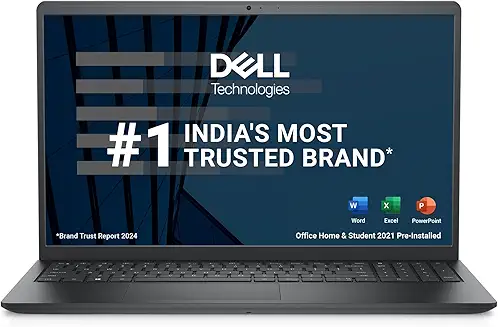 DELL
Technologies
#1 INDIA'S MOST
TRUSTED BRAND*
Word Excel PowerPoint
*Brand Trust Report 2024
Office Home & Student 2021 Pre-Installed